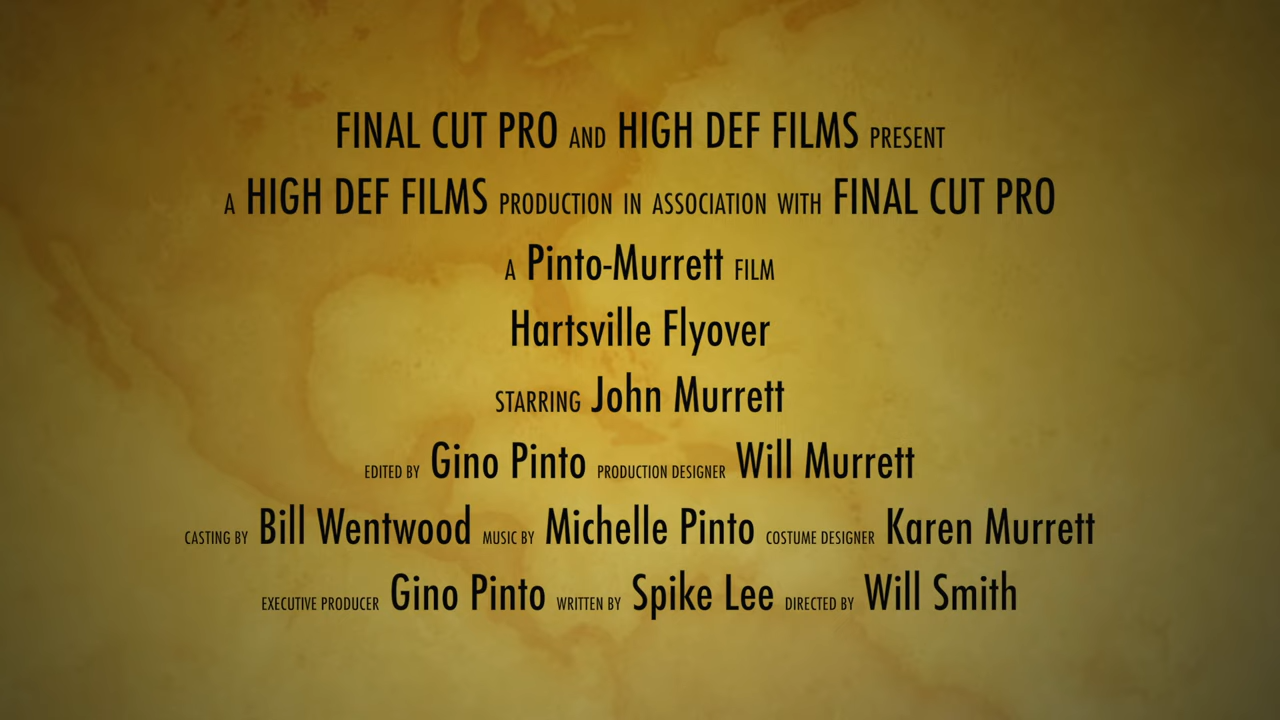 FINAL CUT PRO AND HIGH DEF FILMS PRESENT
A HIGH DEF FILMS PRODUCTION IN ASSOCIATION WITH FINAL CUT PRO
A Pinto-Murrett FILM
Hartsville Flyover
STARRING John Murrett
EDITED BY Gino Pinto PRODUCTION DESIGNER Will Murrett
CASTING BY Bill Wentwood MUSIC BY Michelle Pinto COSTUME DESIGNER Karen Murrett
EXECUTIVE PRODUCER Gino Pinto WRITTEN BY Spike Lee DIRECTED BY Will Smith